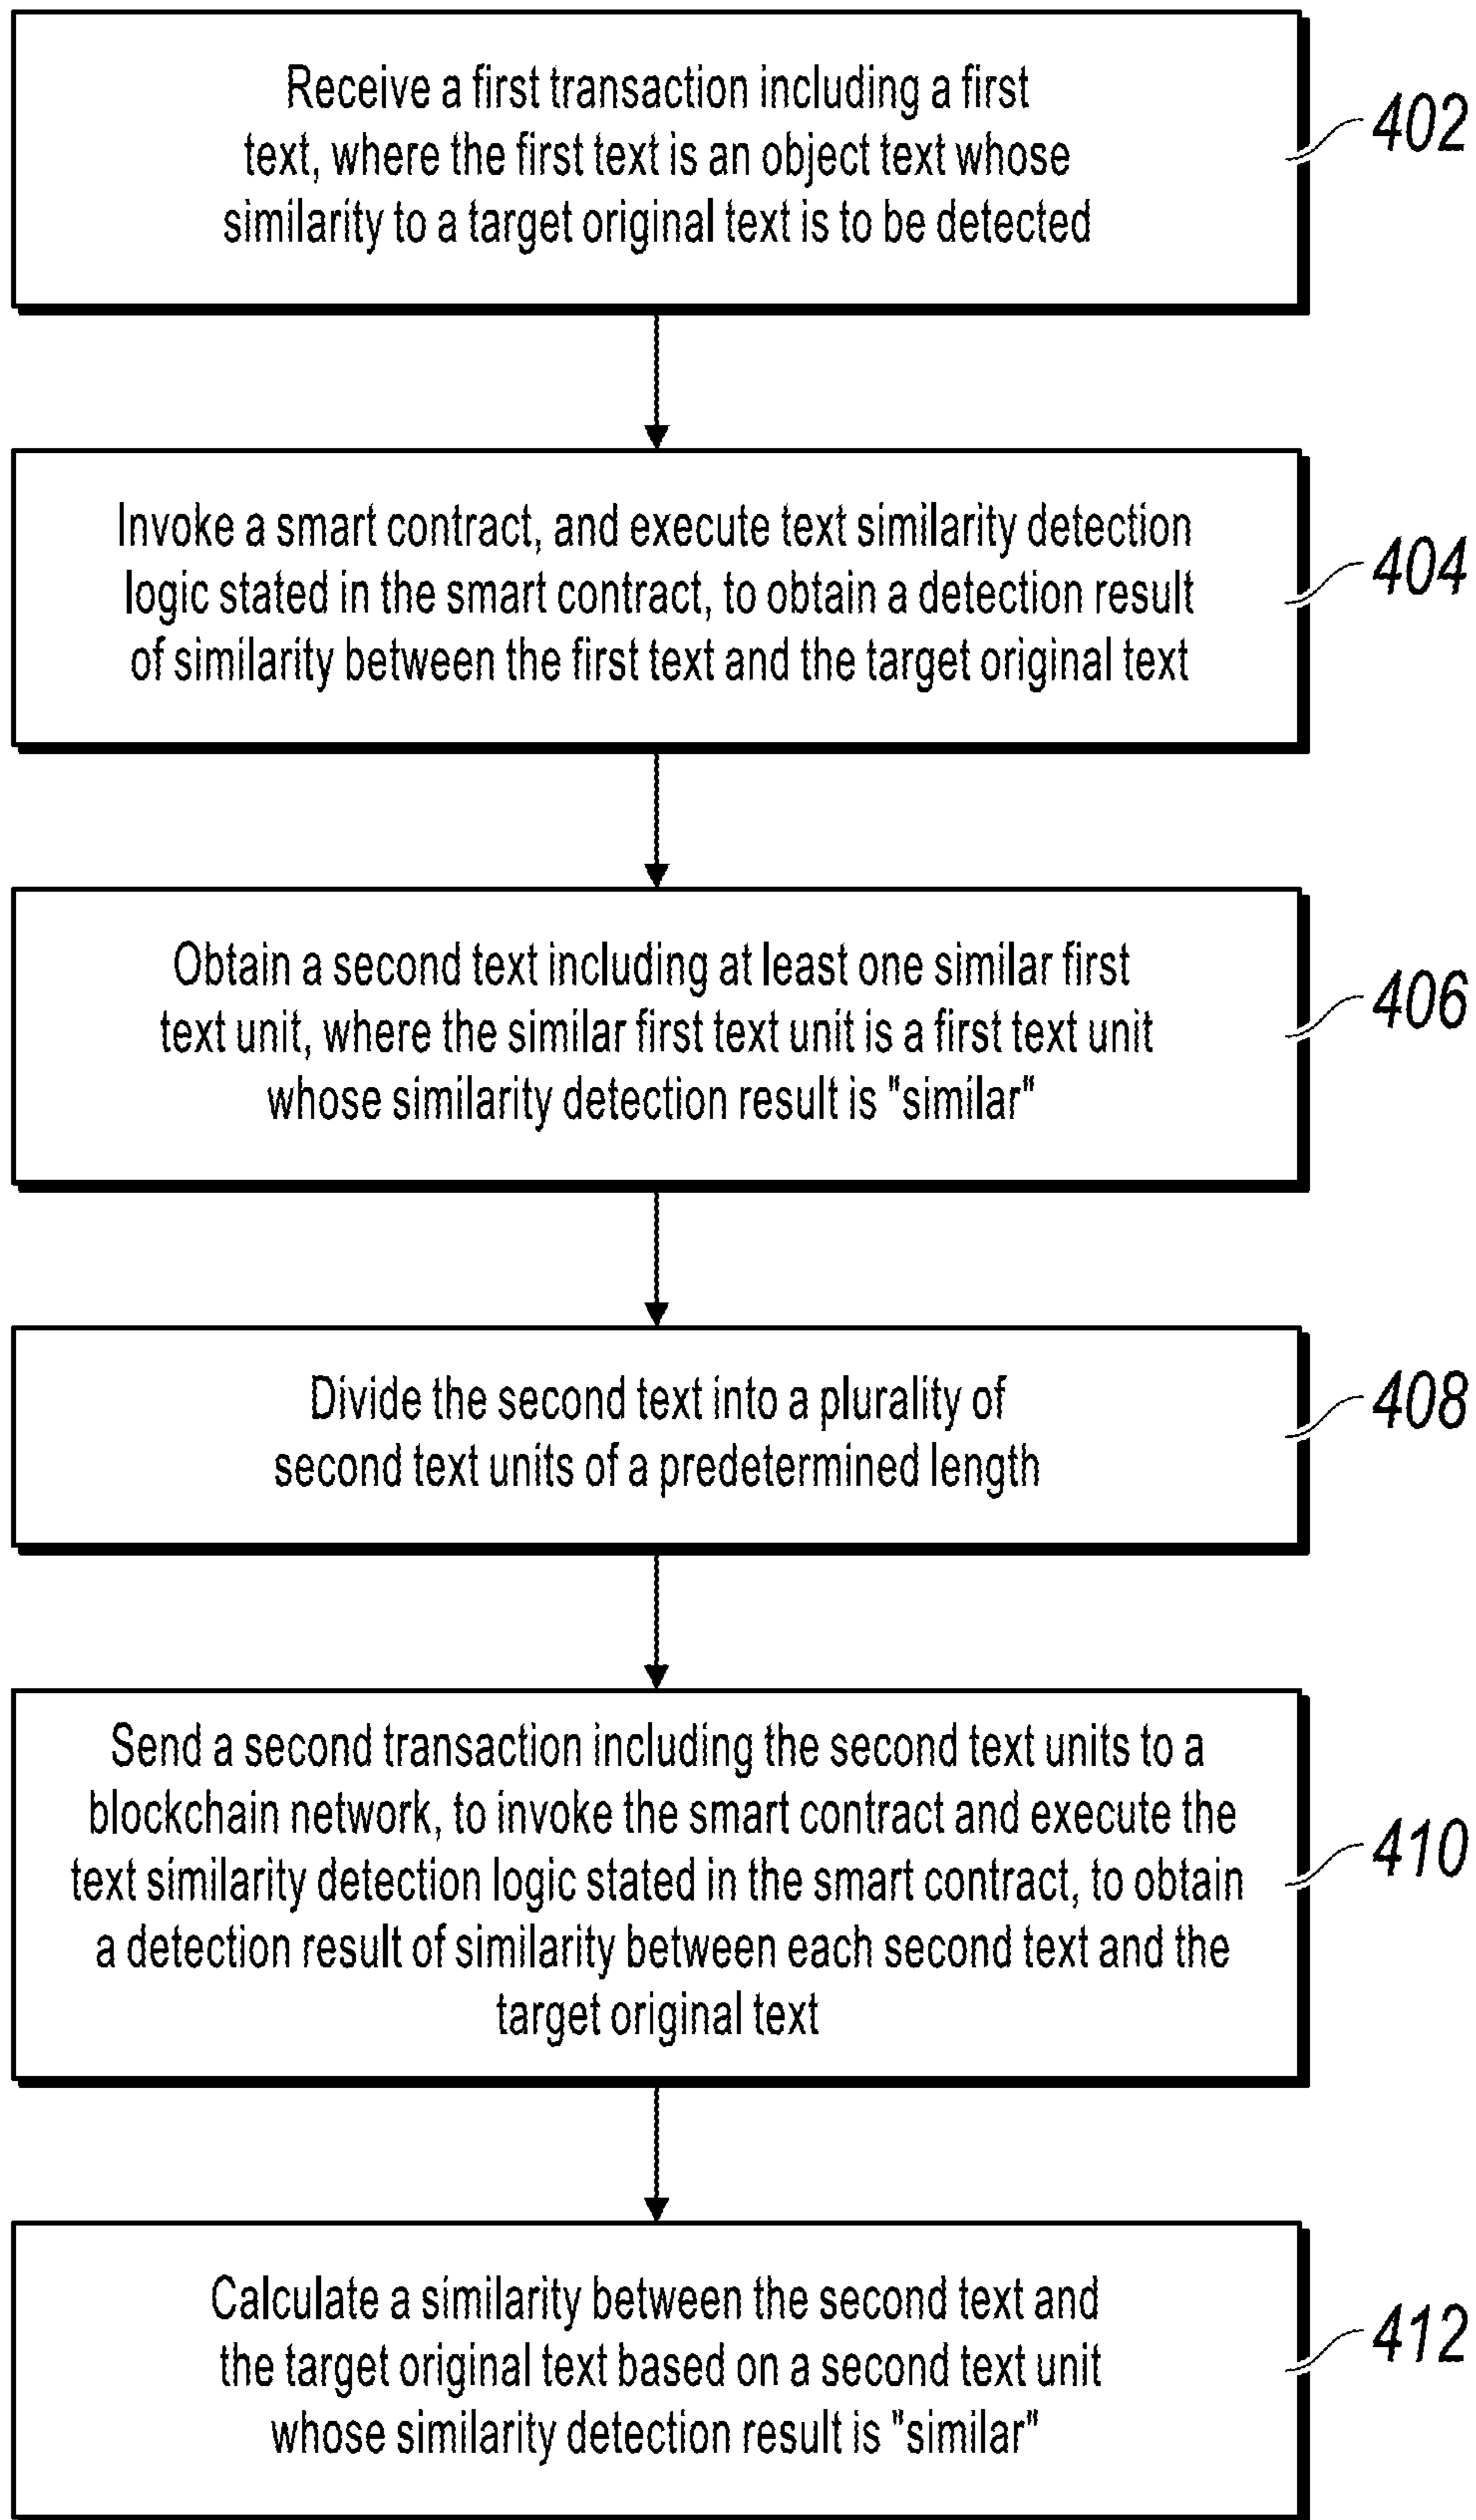 Receive a first transaction including a first
text, where the first text is an object text whose
similarity to a target original text is to be detected
402
Invoke a smart contract, and execute text similarity detection
logic stated in the smart contract, to obtain a detection result
of similarity between the first text and the target original text
404
Obtain a second text including at least one similar first
text unit, where the similar first text unit is a first text unit
whose similarity detection result is "similar"
406
Divide the second text into a plurality of
second text units of a predetermined length
408
Send a second transaction including the second text units to a
blockchain network, to invoke the smart contract and execute the
text similarity detection logic stated in the smart contract, to obtain
a detection result of similarity between each second text and the
target original text
410
Calculate a similarity between the second text and
the target original text based on a second text unit
whose similarity detection result is "similar"
412